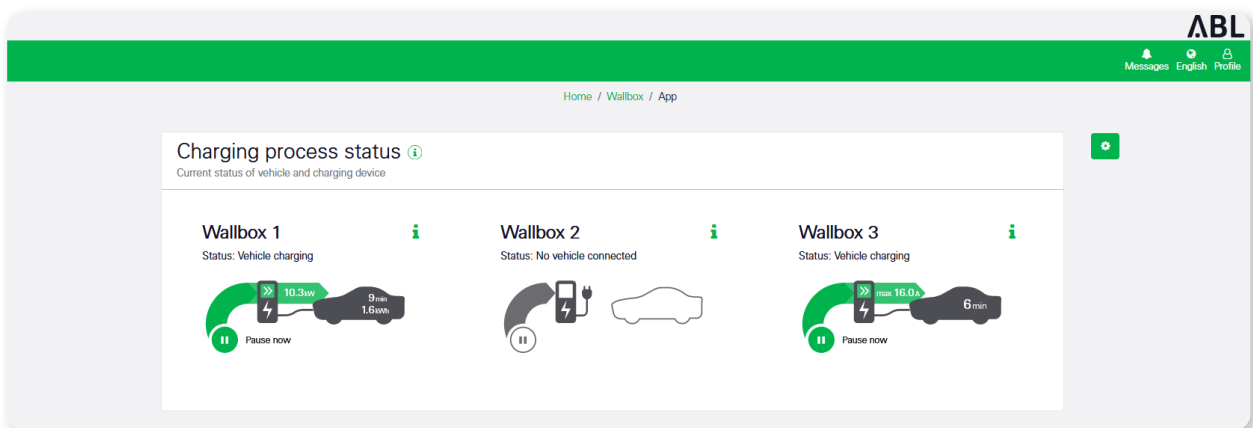 ABL
Messages English Profile
Home / Wallbox / App
Charging process status
Current status of vehicle and charging device
Wallbox 1
Status: Vehicle charging
10.3kW
9min
1.6kWh
Pause now
Wallbox 2
Status: No vehicle connected
Wallbox 3
Status: Vehicle charging
max 16.0A
6min
Pause now